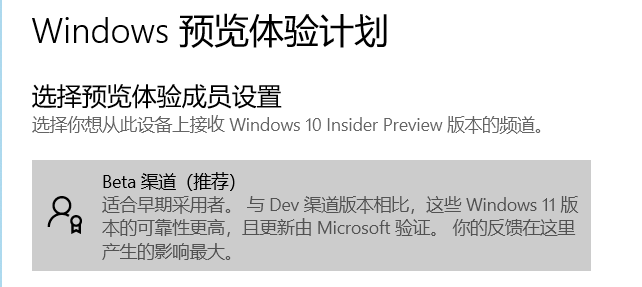 Windows 预览体验计划
选择预览体验成员设置
选择你想从此设备上接收 Windows 10 Insider Preview 版本的频道。
Beta 渠道（推荐）
适合早期采用者。 与 Dev 渠道版本相比，这些 Windows 11 版
本的可靠性更高，且更新由 Microsoft 验证。 你的反馈在这里
产生的影响最大。